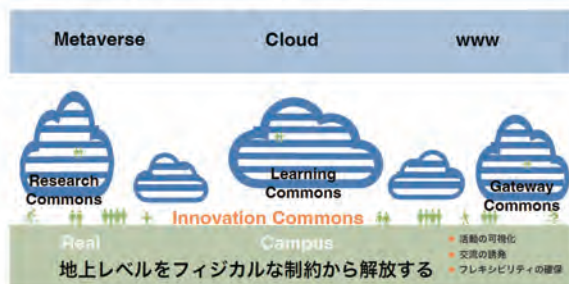 Metaverse Cloud www
Research Commons
Learning Commons
Gateway Commons
Innovation Commons
Real Campus
活動の可視化
交流の誘発
フレキシビリティの確保
地上レベルをフィジカルな制約から解放する